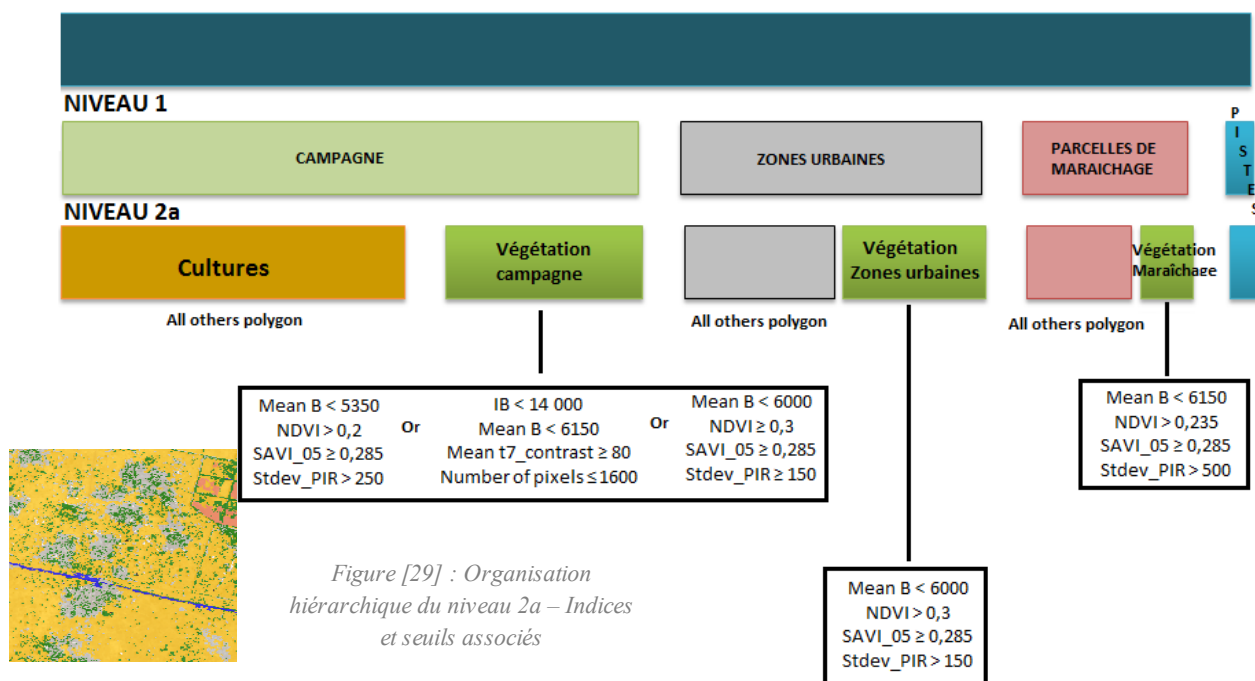 NIVEAU 1
CAMPAGNE
ZONES URBAINES
PARCELLES DE
MARAICHAGE
P
I
S
T
E
S
NIVEAU 2a
Cultures
Végétation
campagne
Végétation
Zones urbaines
Végétation
Maraîchage
All others polygon
All others polygon
All others polygon
Mean B < 5350
NDVI > 0,2
SAVI_05 ≥ 0,285
Stdev_PIR > 250
Or
IB < 14 000
Mean B < 6150
Mean t7_contrast ≥ 80
Number of pixels ≤ 1600
Or
Mean B < 6000
NDVI ≥ 0,3
SAVI_05 ≥ 0,285
Stdev_PIR ≥ 150
Mean B < 6150
NDVI > 0,235
SAVI_05 ≥ 0,285
Stdev_PIR > 500
Mean B < 6000
NDVI > 0,3
SAVI_05 ≥ 0,285
Stdev_PIR > 150
Figure [29] : Organisation
hiérarchique du niveau 2a – Indices
et seuils associés